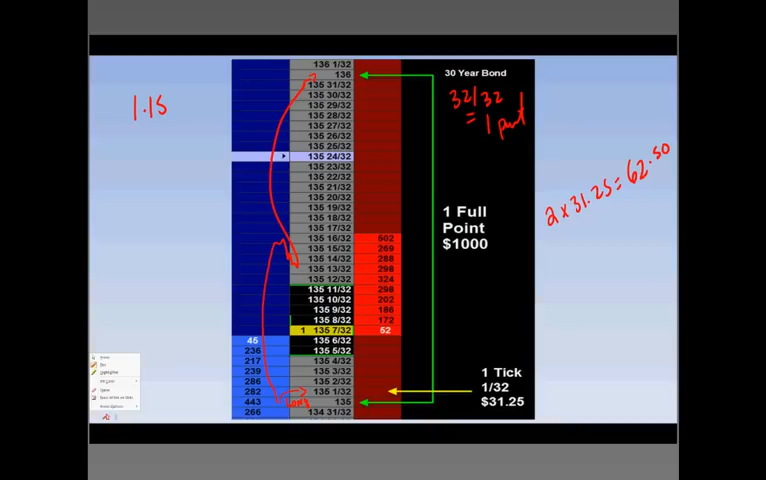 136 1/32
136
135 31/32
135 30/32
135 29/32
135 28/32
135 27/32
135 26/32
135 25/32
135 24/32
135 23/32
135 22/32
135 21/32
135 20/32
135 19/32
135 18/32
135 17/32
135 16/32 502
135 15/32 269
135 14/32 288
135 13/32 298
135 12/32 324
135 11/32 298
135 10/32 202
135 9/32 186
135 8/32 172
1 135 7/32 52
45 135 6/32
236 135 5/32
217 135 4/32
239 135 3/32
286 135 2/32
282 135 1/32
443 135
266 134 31/32
30 Year Bond
32/32
= 1 point
1.15
2 x 31.25 = 62.50
1 Full
Point
$1000
1 Tick
1/32
$31.25
LONG
Pen
Highlighter
Ink Color